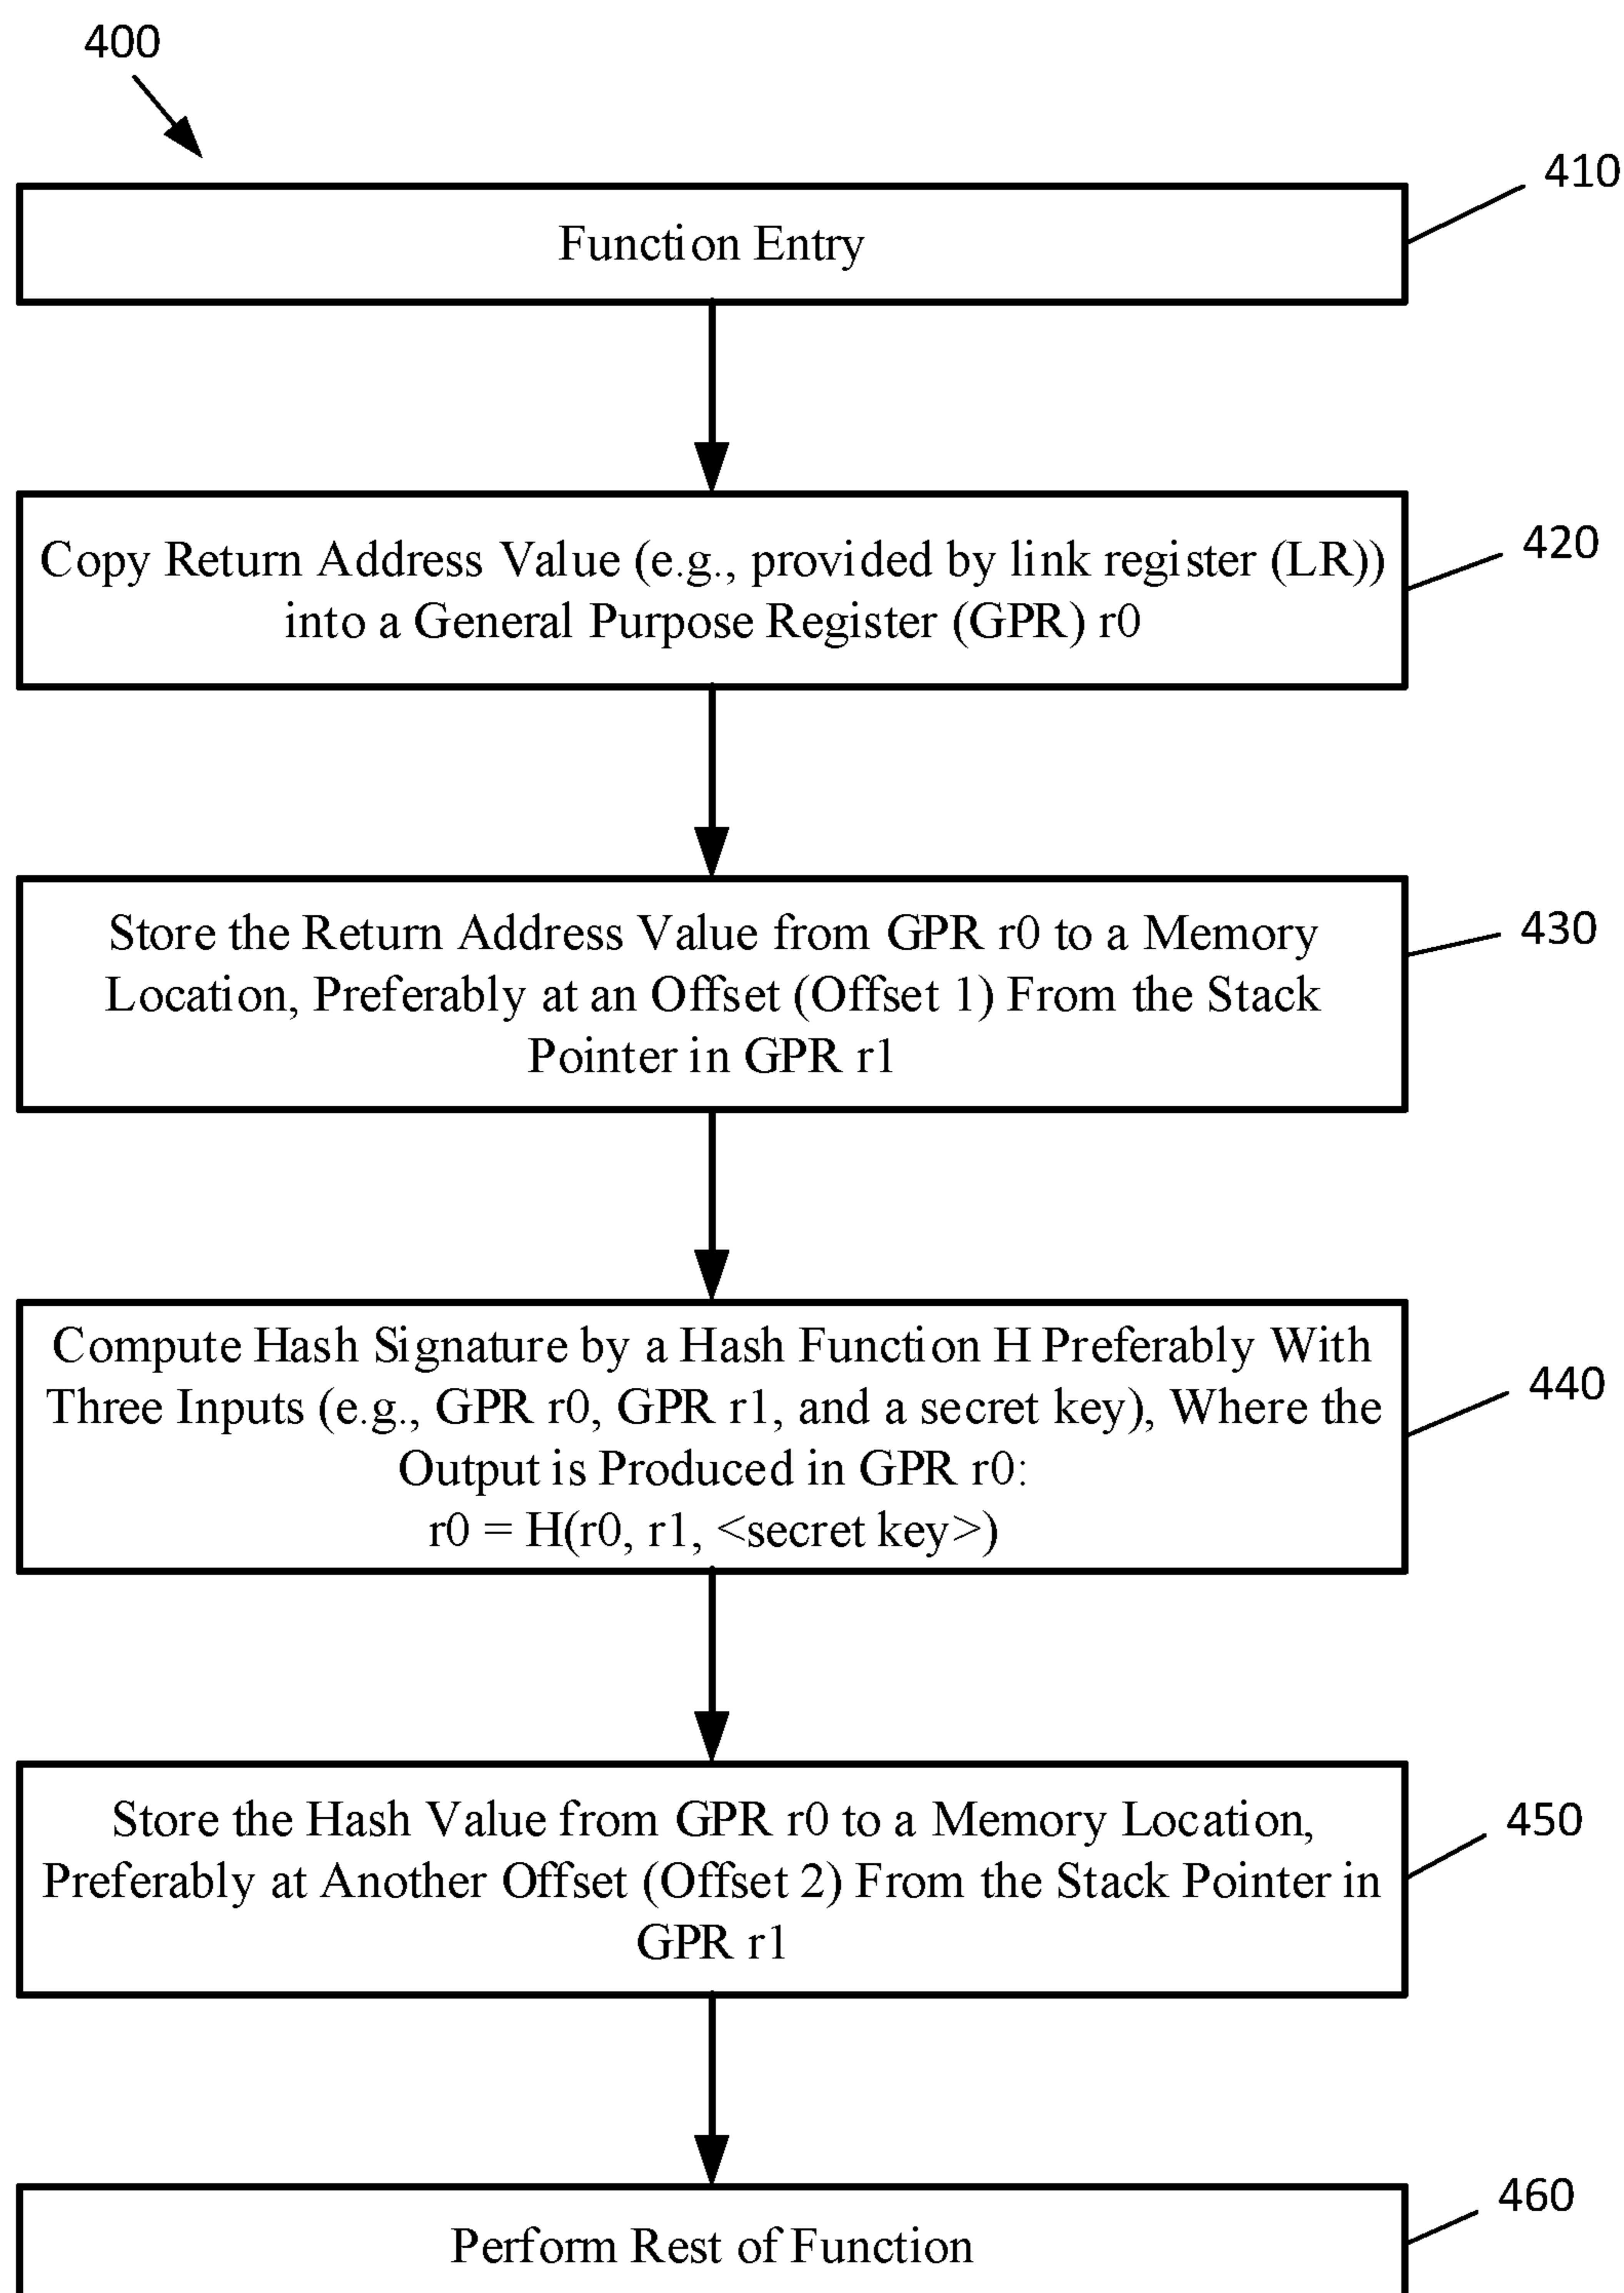 400
410
Function Entry
420
Copy Return Address Value (e.g., provided by link register (LR))
into a General Purpose Register (GPR) r0
430
Store the Return Address Value from GPR r0 to a Memory
Location, Preferably at an Offset (Offset 1) From the Stack
Pointer in GPR r1
440
Compute Hash Signature by a Hash Function H Preferably With
Three Inputs (e.g., GPR r0, GPR r1, and a secret key), Where the
Output is Produced in GPR r0:
r0 = H(r0, r1, <secret key>)
450
Store the Hash Value from GPR r0 to a Memory Location,
Preferably at Another Offset (Offset 2) From the Stack Pointer in
GPR r1
460
Perform Rest of Function